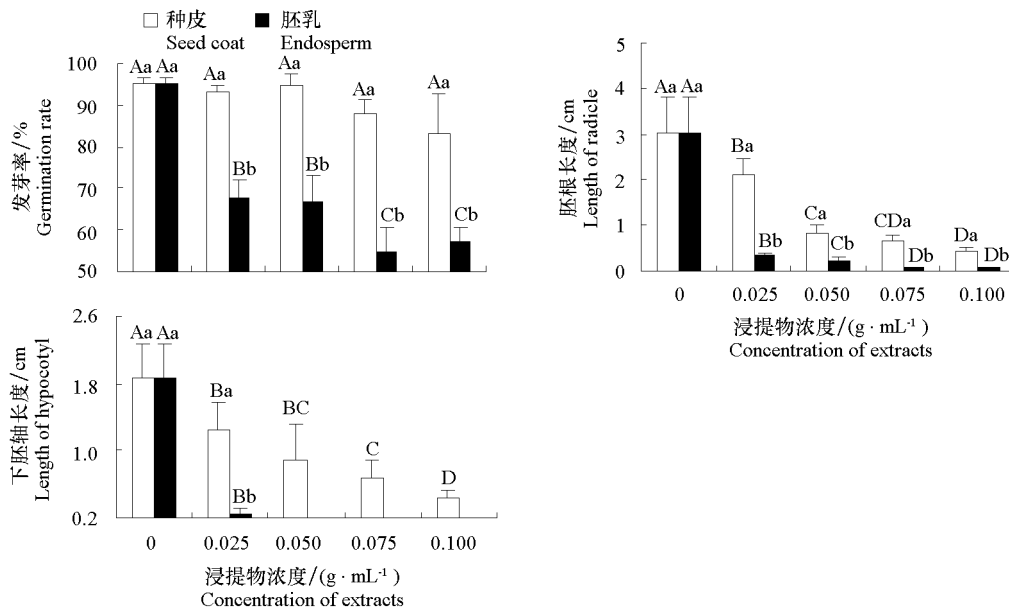 种皮 胚乳
Seed coat Endosperm
发芽率/%
Germination rate
100
90
80
70
60
50
Aa Aa Aa Bb Aa Bb Aa Cb Aa Cb
胚根长度/cm
Length of radicle
5
4
3
2
1
0
Aa Aa Ba Bb Ca Cb CDa Db Da Db
0 0.025 0.050 0.075 0.100
浸提物浓度/(g·mL⁻¹)
Concentration of extracts
下胚轴长度/cm
Length of hypocotyl
2.6
1.8
1.0
0.2
Aa Aa Ba Bb BC C D
0 0.025 0.050 0.075 0.100
浸提物浓度/(g·mL⁻¹)
Concentration of extracts